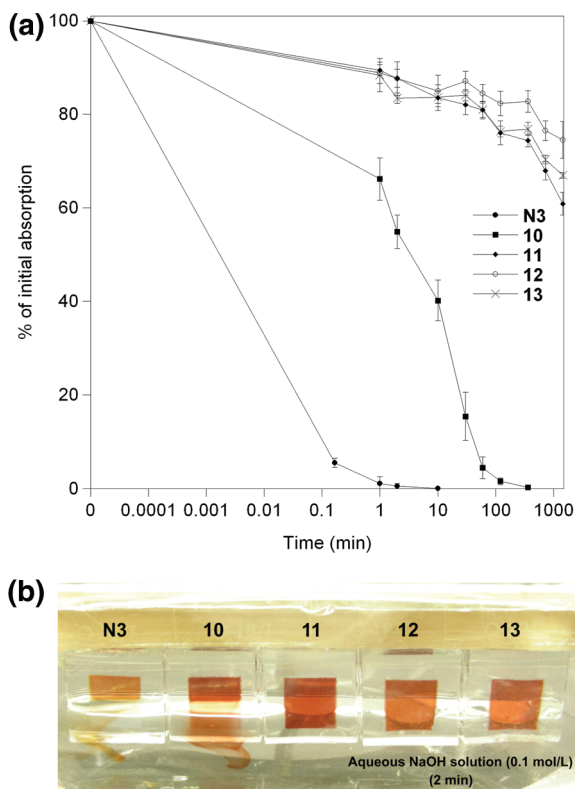 (a)
100
80
60
40
20
0
% of initial absorption
0 0.0001 0.001 0.01 0.1 1 10 100 1000
Time (min)
N3
10
11
12
13
(b)
N3 10 11 12 13
Aqueous NaOH solution (0.1 mol/L)
(2 min)